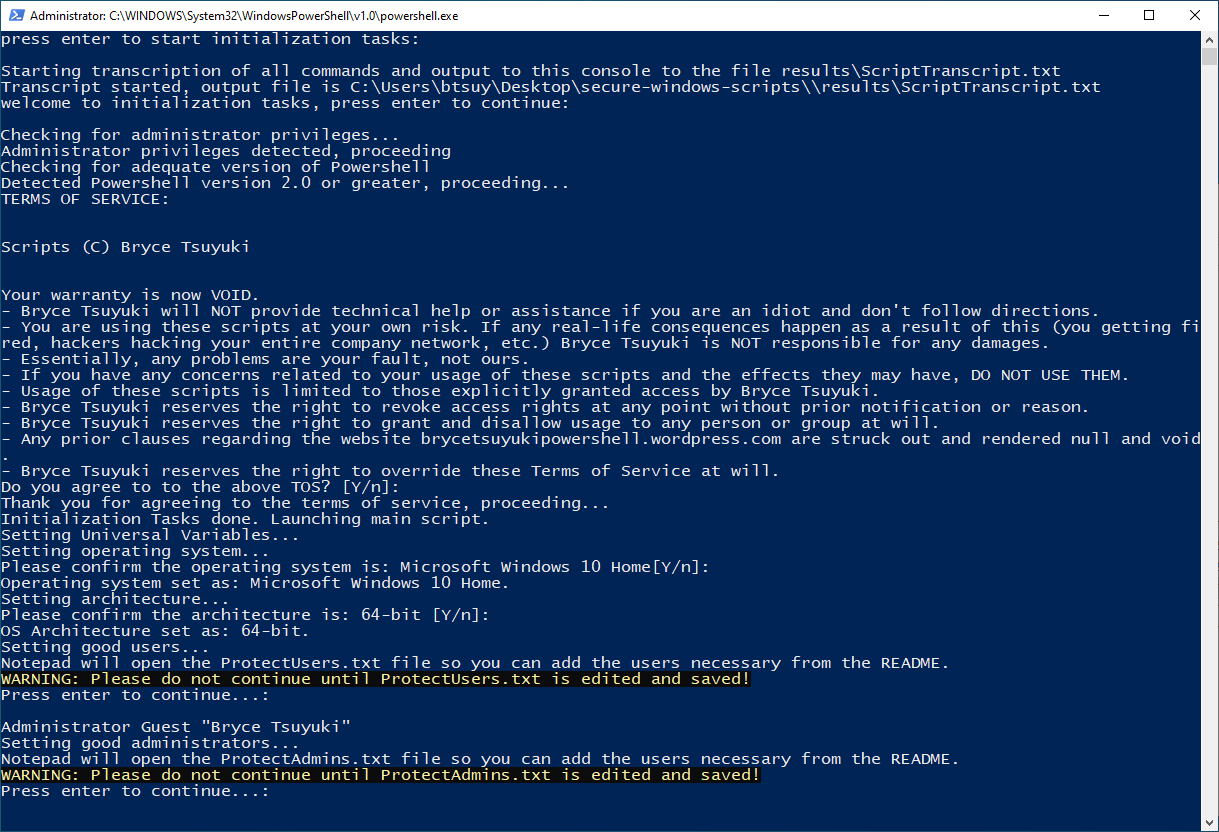 Administrator: C:\WINDOWS\System32\WindowsPowerShell\v1.0\powershell.exe
press enter to start initialization tasks:
Starting transcription of all commands and output to this console to the file results\ScriptTranscript.txt
Transcript started, output file is C:\Users\btsuy\Desktop\secure-windows-scripts\\results\ScriptTranscript.txt
welcome to initialization tasks, press enter to continue:
Checking for administrator privileges...
Administrator privileges detected, proceeding
Checking for adequate version of Powershell
Detected Powershell version 2.0 or greater, proceeding...
TERMS OF SERVICE:
Scripts (C) Bryce Tsuyuki
Your warranty is now VOID.
- Bryce Tsuyuki will NOT provide technical help or assistance if you are an idiot and don't follow directions.
- You are using these scripts at your own risk. If any real-life consequences happen as a result of this (you getting fi
red, hackers hacking your entire company network, etc.) Bryce Tsuyuki is NOT responsible for any damages.
- Essentially, any problems are your fault, not ours.
- If you have any concerns related to your usage of these scripts and the effects they may have, DO NOT USE THEM.
- Usage of these scripts is limited to those explicitly granted access by Bryce Tsuyuki.
- Bryce Tsuyuki reserves the right to revoke access rights at any point without prior notification or reason.
- Bryce Tsuyuki reserves the right to grant and disallow usage to any person or group at will.
- Any prior clauses regarding the website brycetsuyukipowershell.wordpress.com are struck out and rendered null and void
.
- Bryce Tsuyuki reserves the right to override these Terms of Service at will.
Do you agree to to the above TOS? [Y/n]:
Thank you for agreeing to the terms of service, proceeding...
Initialization Tasks done. Launching main script.
Setting Universal Variables...
Setting operating system...
Please confirm the operating system is: Microsoft Windows 10 Home[Y/n]:
Operating system set as: Microsoft Windows 10 Home.
Setting architecture...
Please confirm the architecture is: 64-bit [Y/n]:
OS Architecture set as: 64-bit.
Setting good users...
Notepad will open the ProtectUsers.txt file so you can add the users necessary from the README.
WARNING: Please do not continue until ProtectUsers.txt is edited and saved!
Press enter to continue...:
Administrator Guest "Bryce Tsuyuki"
Setting good administrators...
Notepad will open the ProtectAdmins.txt file so you can add the users necessary from the README.
WARNING: Please do not continue until ProtectAdmins.txt is edited and saved!
Press enter to continue...: